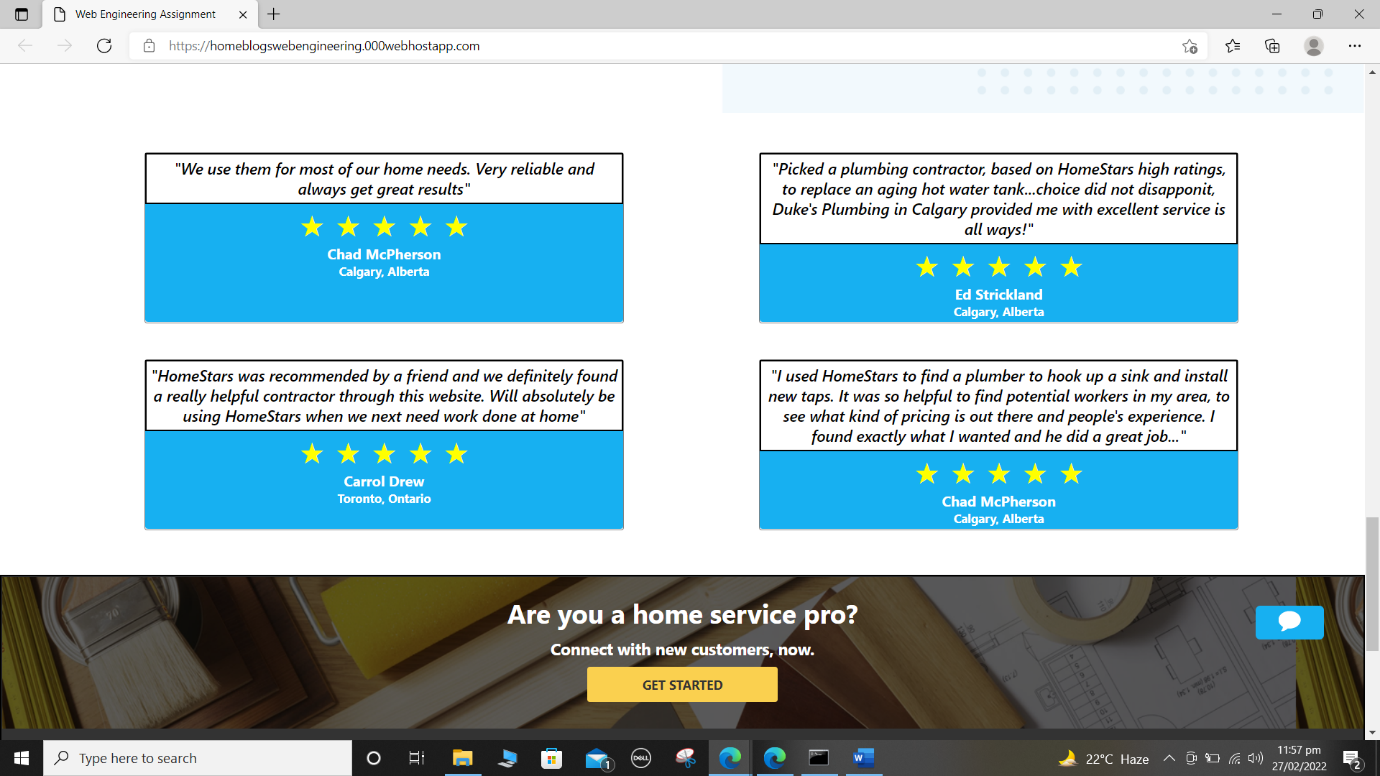 Web Engineering Assignment
https://homeblogswebengineering.000webhostapp.com
"We use them for most of our home needs. Very reliable and
always get great results"
Chad McPherson
Calgary, Alberta
"Picked a plumbing contractor, based on HomeStars high ratings,
to replace an aging hot water tank...choice did not disapponit,
Duke's Plumbing in Calgary provided me with excellent service is
all ways!"
Ed Strickland
Calgary, Alberta
"HomeStars was recommended by a friend and we definitely found
a really helpful contractor through this website. Will absolutely be
using HomeStars when we next need work done at home"
Carrol Drew
Toronto, Ontario
"I used HomeStars to find a plumber to hook up a sink and install
new taps. It was so helpful to find potential workers in my area, to
see what kind of pricing is out there and people's experience. I
found exactly what I wanted and he did a great job..."
Chad McPherson
Calgary, Alberta
Are you a home service pro?
Connect with new customers, now.
GET STARTED
Type here to search
1
DELL
W
22°C Haze
11:57 pm
27/02/2022
2